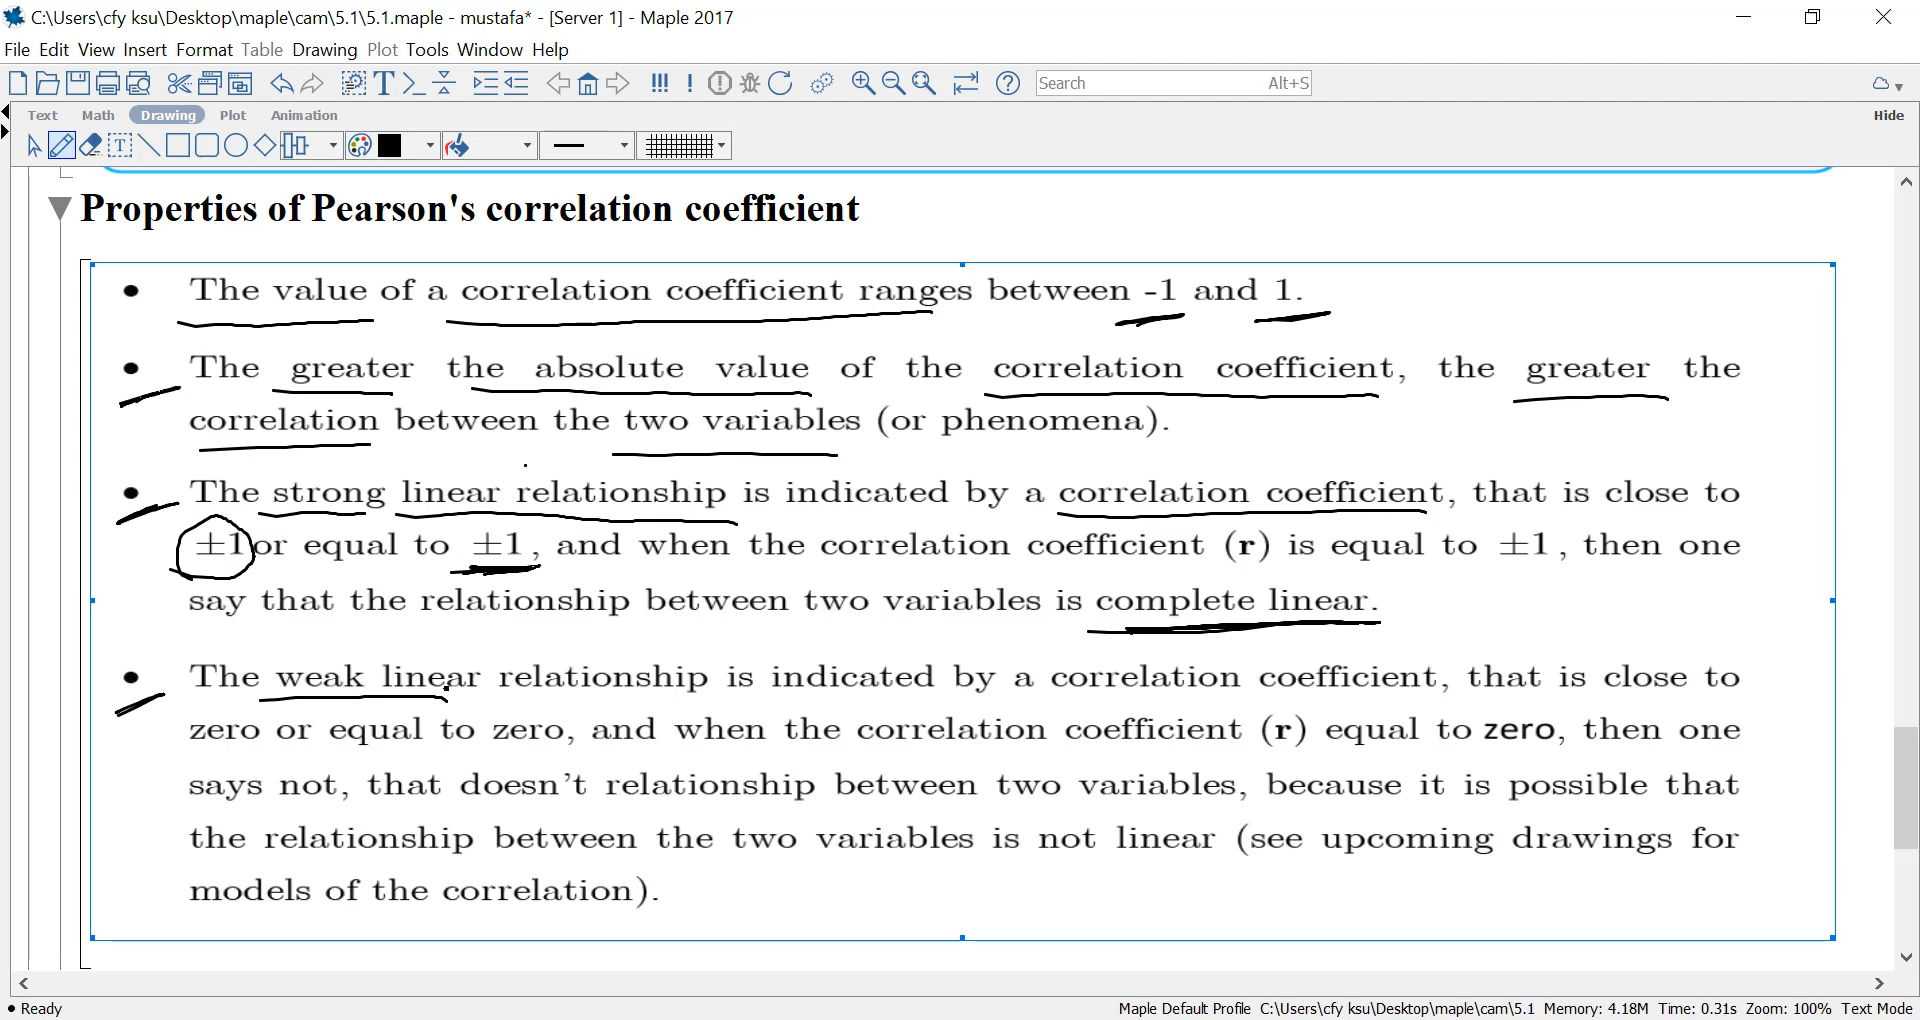 C:\Users\cfy ksu\Desktop\maple\cam\5.1\5.1.maple - mustafa* - [Server 1] - Maple 2017
File Edit View Insert Format Table Drawing Plot Tools Window Help
Search Alt+S
Text Math Drawing Plot Animation Hide
Properties of Pearson's correlation coefficient
• The value of a correlation coefficient ranges between -1 and 1.
• The greater the absolute value of the correlation coefficient, the greater the
correlation between the two variables (or phenomena).
• The strong linear relationship is indicated by a correlation coefficient, that is close to
±1 or equal to ±1, and when the correlation coefficient (r) is equal to ±1, then one
say that the relationship between two variables is complete linear.
• The weak linear relationship is indicated by a correlation coefficient, that is close to
zero or equal to zero, and when the correlation coefficient (r) equal to zero, then one
says not, that doesn't relationship between two variables, because it is possible that
the relationship between the two variables is not linear (see upcoming drawings for
models of the correlation).
Ready Maple Default Profile C:\Users\cfy ksu\Desktop\maple\cam\5.1 Memory: 4.18M Time: 0.31s Zoom: 100% Text Mode